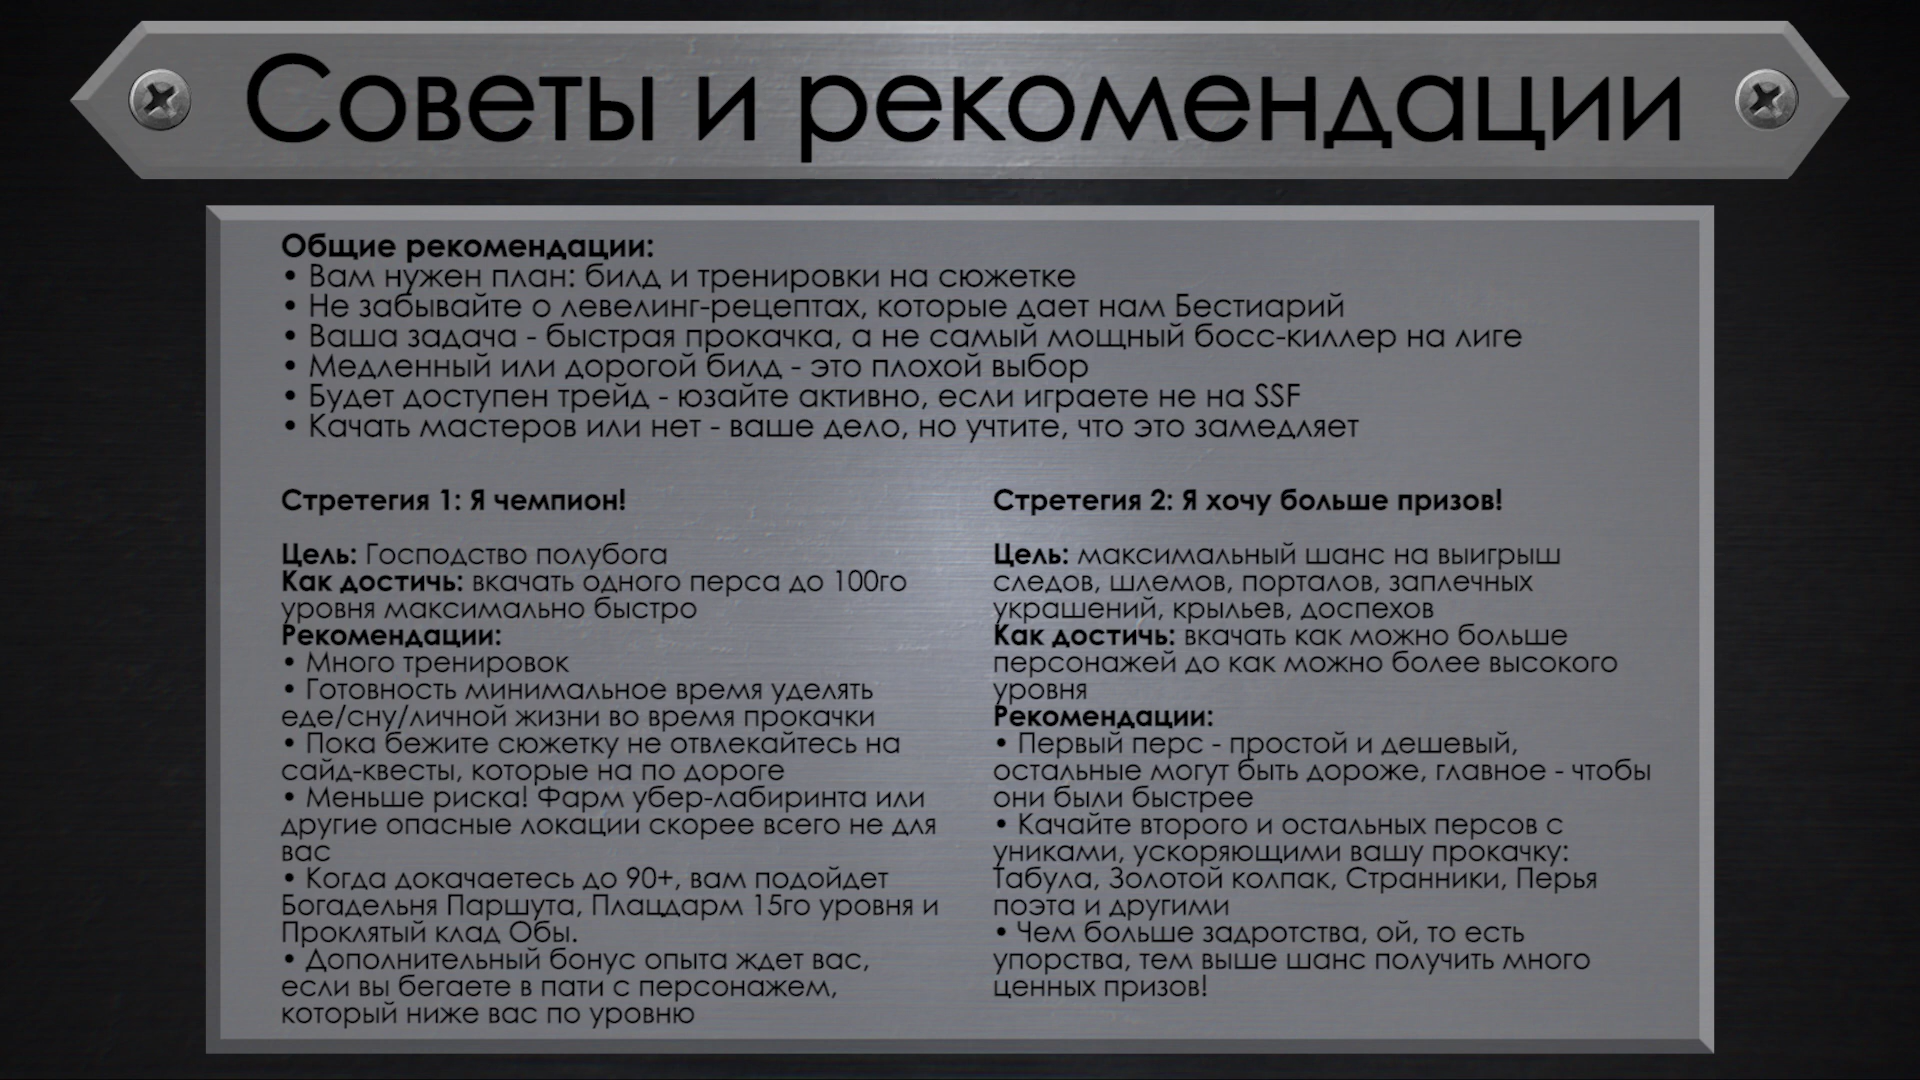 Советы и рекомендации
Общие рекомендации:
• Вам нужен план: билд и тренировки на сюжетке
• Не забывайте о левелинг-рецептах, которые дает нам Бестиарий
• Ваша задача - быстрая прокачка, а не самый мощный босс-киллер на лиге
• Медленный или дорогой билд - это плохой выбор
• Будет доступен трейд - юзайте активно, если играете не на SSF
• Качать мастеров или нет - ваше дело, но учтите, что это замедляет
Стретегия 1: Я чемпион!
Цель: Господство полубога
Как достичь: вкачать одного перса до 100го
уровня максимально быстро
Рекомендации:
• Много тренировок
• Готовность минимальное время уделять
еде/сну/личной жизни во время прокачки
• Пока бежите сюжетку не отвлекайтесь на
сайд-квесты, которые на по дороге
• Меньше риска! Фарм убер-лабиринта или
другие опасные локации скорее всего не для
вас
• Когда докачаетесь до 90+, вам подойдет
Богадельня Паршута, Плацдарм 15го уровня и
Проклятый клад Обы.
• Дополнительный бонус опыта ждет вас,
если вы бегаете в пати с персонажем,
который ниже вас по уровню
Стретегия 2: Я хочу больше призов!
Цель: максимальный шанс на выигрыш
следов, шлемов, порталов, заплечных
украшений, крыльев, доспехов
Как достичь: вкачать как можно больше
персонажей до как можно более высокого
уровня
Рекомендации:
• Первый перс - простой и дешевый,
остальные могут быть дороже, главное - чтобы
они были быстрее
• Качайте второго и остальных персов с
униками, ускоряющими вашу прокачку:
Табула, Золотой колпак, Странники, Перья
поэта и другими
• Чем больше задротства, ой, то есть
упорства, тем выше шанс получить много
ценных призов!